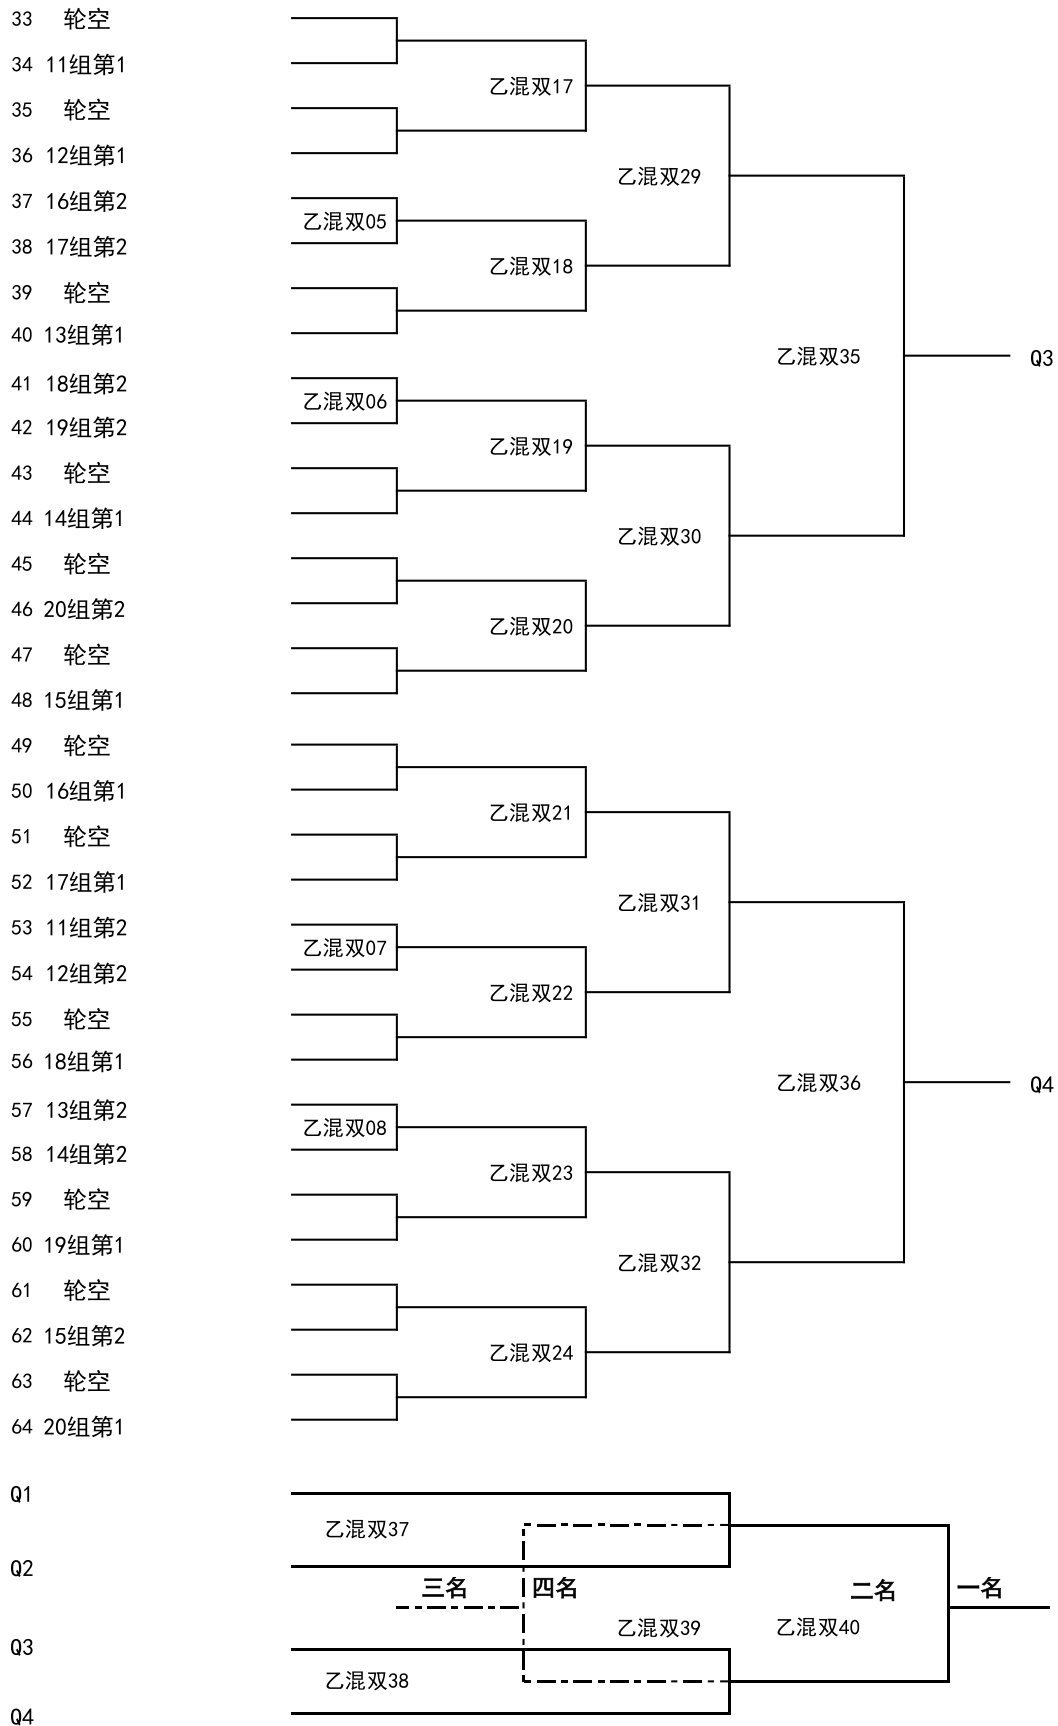 33 轮空
34 11组第1
乙混双17
35 轮空
36 12组第1
乙混双29
37 16组第2
乙混双05
38 17组第2
乙混双18
39 轮空
40 13组第1
乙混双35 Q3
41 18组第2
乙混双06
42 19组第2
乙混双19
43 轮空
44 14组第1
乙混双30
45 轮空
46 20组第2
乙混双20
47 轮空
48 15组第1
49 轮空
50 16组第1
乙混双21
51 轮空
52 17组第1
乙混双31
53 11组第2
乙混双07
54 12组第2
乙混双22
55 轮空
56 18组第1
乙混双36 Q4
57 13组第2
乙混双08
58 14组第2
乙混双23
59 轮空
60 19组第1
乙混双32
61 轮空
62 15组第2
乙混双24
63 轮空
64 20组第1
Q1
乙混双37
Q2
三名 四名 二名 一名
乙混双39 乙混双40
Q3
乙混双38
Q4